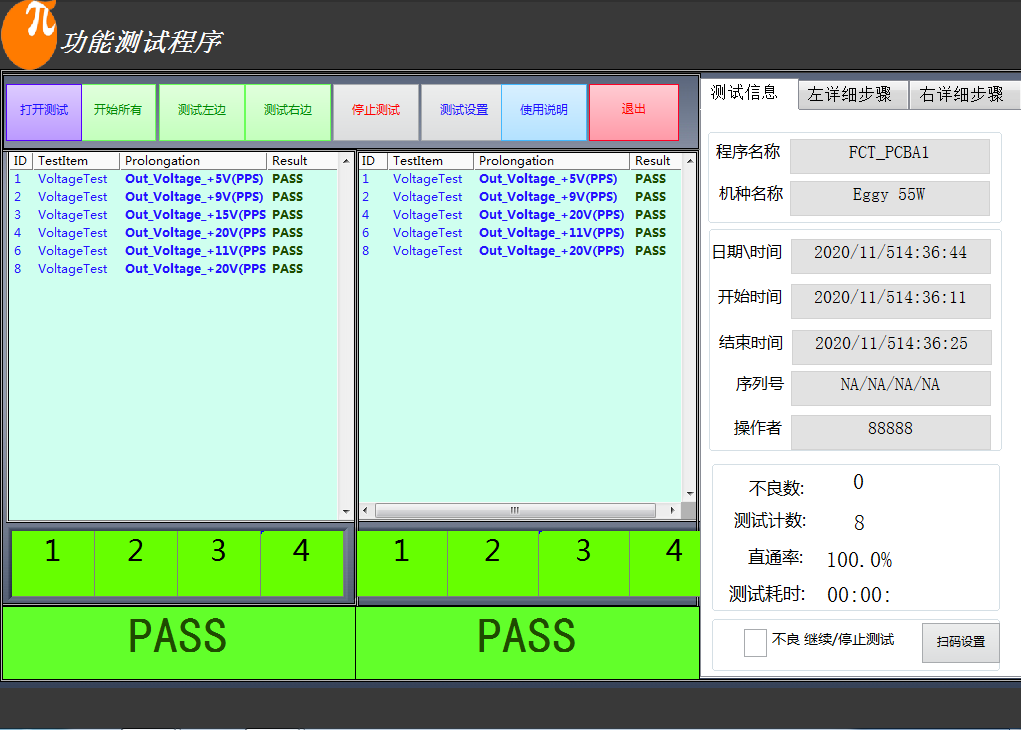 π
功能测试程序
打开测试 开始所有 测试左边 测试右边 停止测试 测试设置 使用说明 退出
测试信息 左详细步骤 右详细步骤
ID TestItem Prolongation Result
1 VoltageTest Out_Voltage_+5V(PPS) PASS
2 VoltageTest Out_Voltage_+9V(PPS) PASS
3 VoltageTest Out_Voltage_+15V(PPS PASS
4 VoltageTest Out_Voltage_+20V(PPS PASS
6 VoltageTest Out_Voltage_+11V(PPS PASS
8 VoltageTest Out_Voltage_+20V(PPS PASS
ID TestItem Prolongation Result
1 VoltageTest Out_Voltage_+5V(PPS) PASS
2 VoltageTest Out_Voltage_+9V(PPS) PASS
4 VoltageTest Out_Voltage_+20V(PPS) PASS
6 VoltageTest Out_Voltage_+11V(PPS) PASS
8 VoltageTest Out_Voltage_+20V(PPS) PASS
1 2 3 4
PASS
1 2 3 4
PASS
程序名称 FCT_PCBA1
机种名称 Eggy 55W
日期\时间 2020/11/514:36:44
开始时间 2020/11/514:36:11
结束时间 2020/11/514:36:25
序列号 NA/NA/NA/NA
操作者 88888
不良数: 0
测试计数: 8
直通率: 100.0%
测试耗时: 00:00:
不良 继续/停止测试 扫码设置